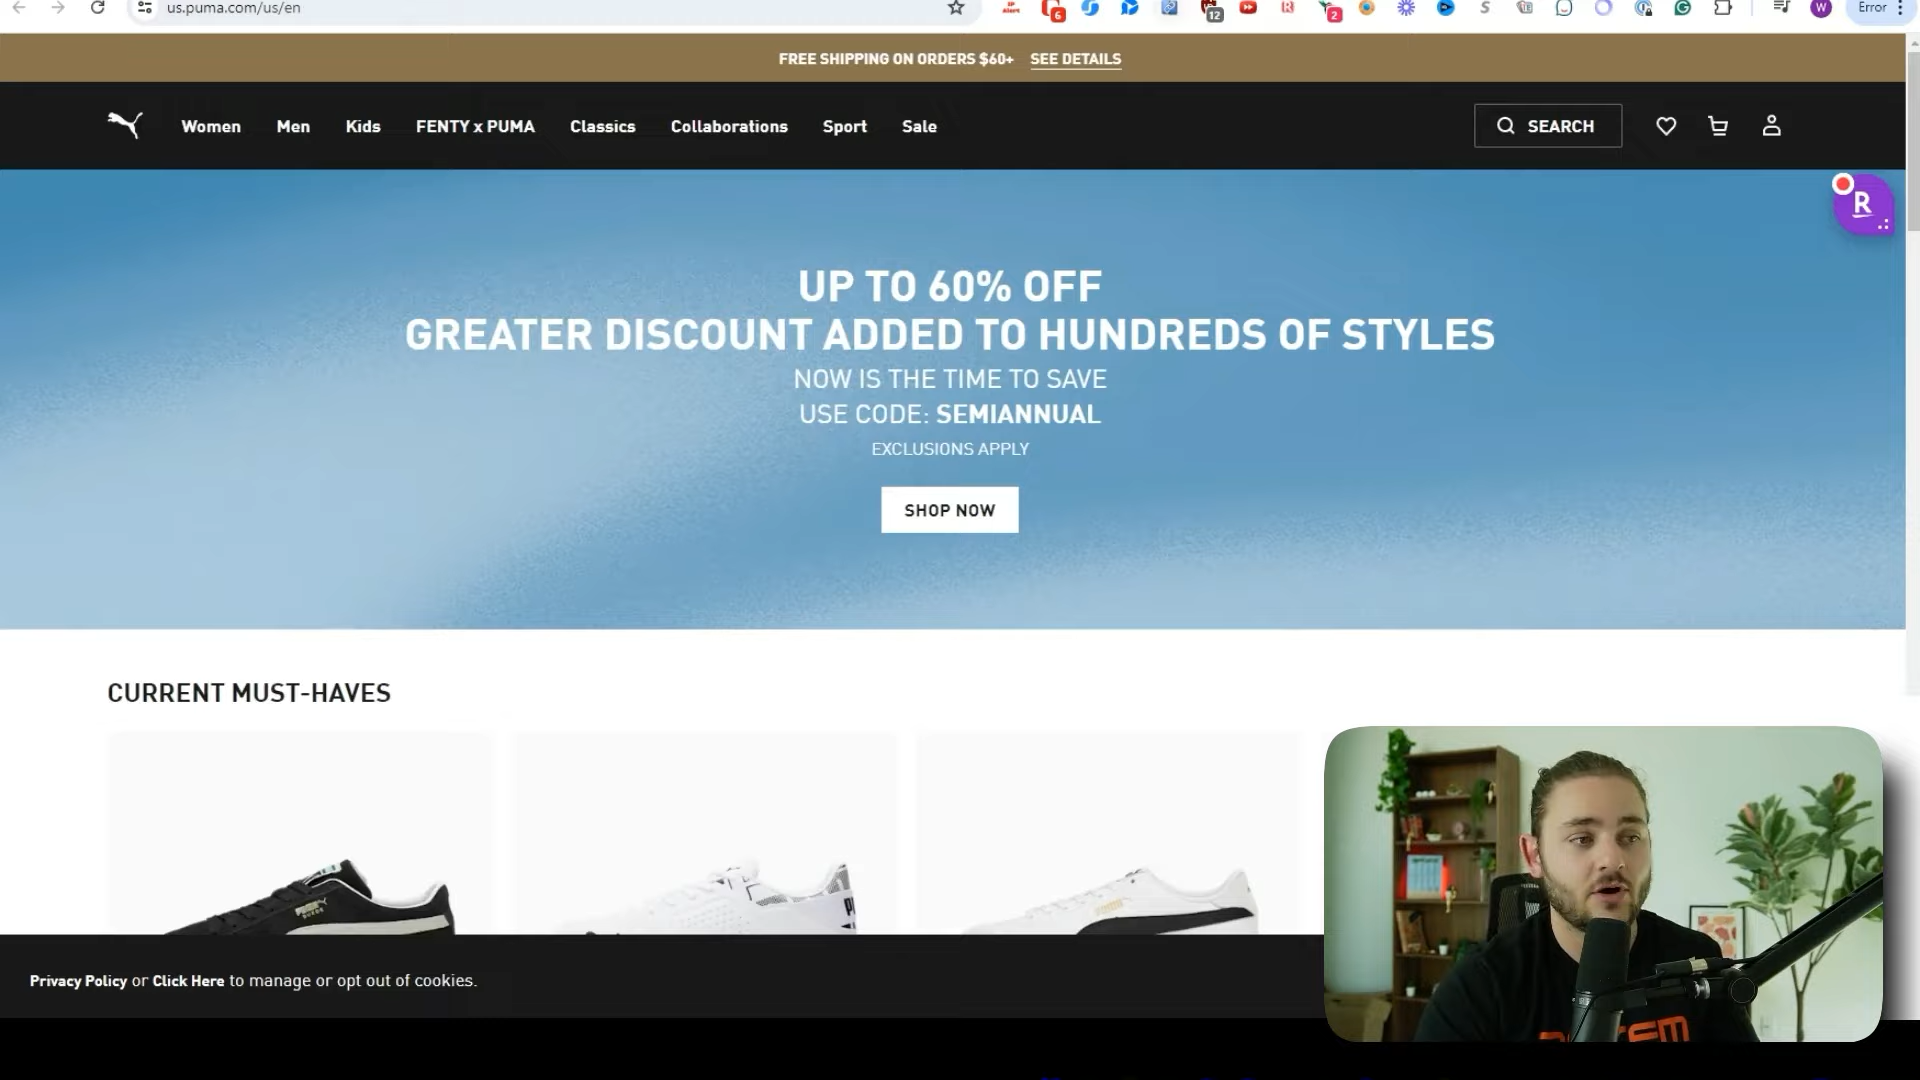 us.puma.com/us/en
6
12
2
W
Error
FREE SHIPPING ON ORDERS $60+ SEE DETAILS
Women Men Kids FENTY x PUMA Classics Collaborations Sport Sale
SEARCH
R
UP TO 60% OFF
GREATER DISCOUNT ADDED TO HUNDREDS OF STYLES
NOW IS THE TIME TO SAVE
USE CODE: SEMIANNUAL
EXCLUSIONS APPLY
SHOP NOW
CURRENT MUST-HAVES
Privacy Policy or Click Here to manage or opt out of cookies.